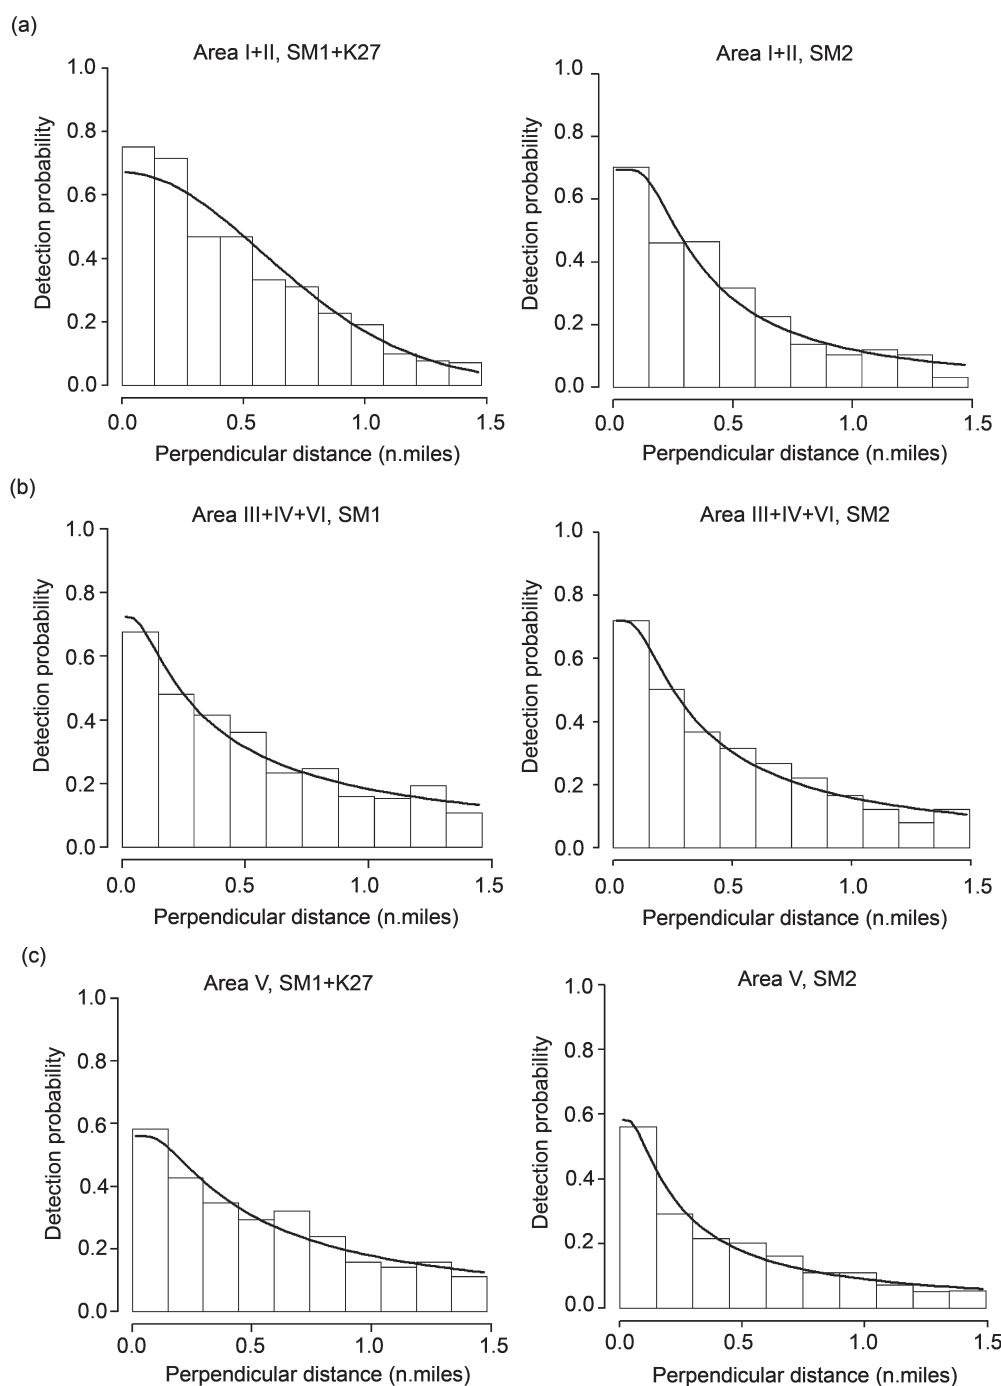 (a)
Area I+II, SM1+K27
Detection probability
1.0
0.8
0.6
0.4
0.2
0.0
0.0 0.5 1.0 1.5
Perpendicular distance (n.miles)
Area I+II, SM2
Detection probability
1.0
0.8
0.6
0.4
0.2
0.0
0.0 0.5 1.0 1.5
Perpendicular distance (n.miles)
(b)
Area III+IV+VI, SM1
Detection probability
1.0
0.8
0.6
0.4
0.2
0.0
0.0 0.5 1.0 1.5
Perpendicular distance (n.miles)
Area III+IV+VI, SM2
Detection probability
1.0
0.8
0.6
0.4
0.2
0.0
0.0 0.5 1.0 1.5
Perpendicular distance (n.miles)
(c)
Area V, SM1+K27
Detection probability
1.0
0.8
0.6
0.4
0.2
0.0
0.0 0.5 1.0 1.5
Perpendicular distance (n.miles)
Area V, SM2
Detection probability
1.0
0.8
0.6
0.4
0.2
0.0
0.0 0.5 1.0 1.5
Perpendicular distance (n.miles)